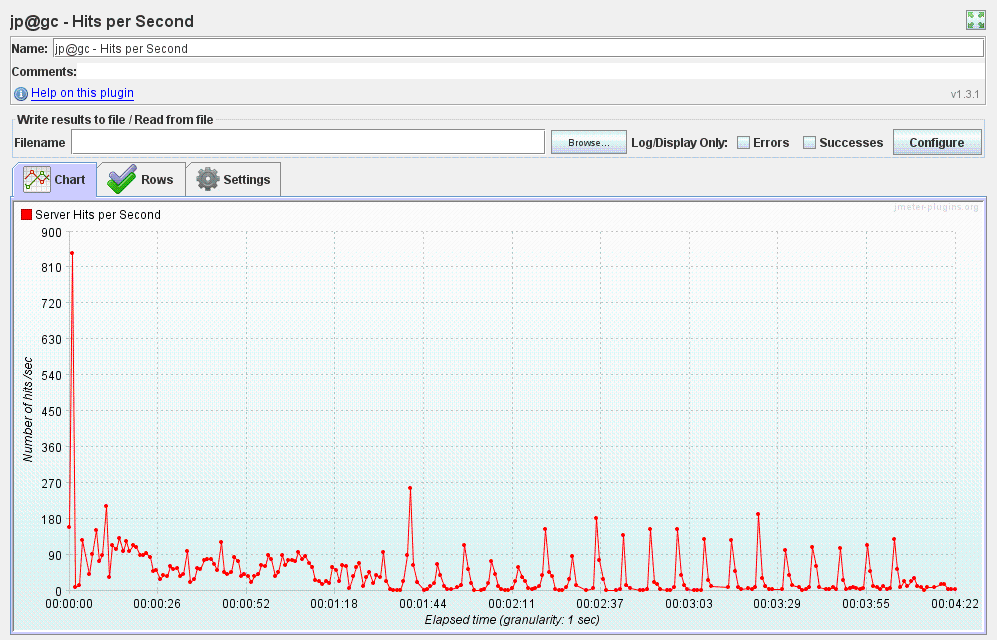 jp@gc - Hits per Second
Name: jp@gc - Hits per Second
Comments:
Help on this plugin
v1.3.1
Write results to file / Read from file
Filename Browse... Log/Display Only: Errors Successes Configure
Chart Rows Settings
Server Hits per Second
jmeter-plugins.org
900
810
720
630
540
450
360
270
180
90
0
Number of hits /sec
00:00:00 00:00:26 00:00:52 00:01:18 00:01:44 00:02:11 00:02:37 00:03:03 00:03:29 00:03:55 00:04:22
Elapsed time (granularity: 1 sec)